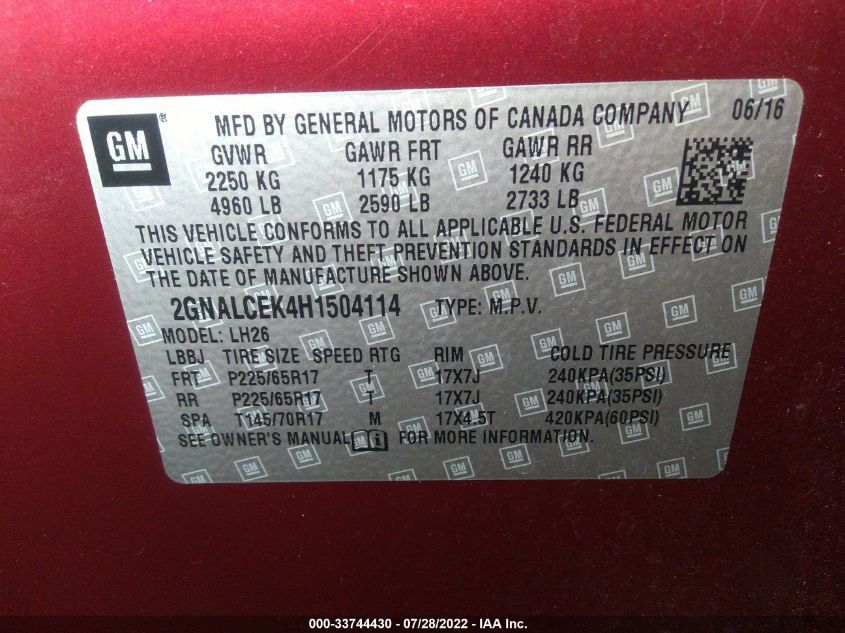 GM ® MFD BY GENERAL MOTORS OF CANADA COMPANY 06/16
GVWR GAWR FRT GAWR RR
2250 KG 1175 KG 1240 KG
4960 LB 2590 LB 2733 LB
THIS VEHICLE CONFORMS TO ALL APPLICABLE U.S. FEDERAL MOTOR
VEHICLE SAFETY AND THEFT PREVENTION STANDARDS IN EFFECT ON
THE DATE OF MANUFACTURE SHOWN ABOVE.
2GNALCEK4H1504114 TYPE: M.P.V.
MODEL: LH26
LBBJ TIRE SIZE SPEED RTG RIM COLD TIRE PRESSURE
FRT P225/65R17 T 17X7J 240KPA(35PSI)
RR P225/65R17 T 17X7J 240KPA(35PSI)
SPA T145/70R17 M 17X4.5T 420KPA(60PSI)
SEE OWNER'S MANUAL FOR MORE INFORMATION.
000-33744430 - 07/28/2022 - IAA Inc.